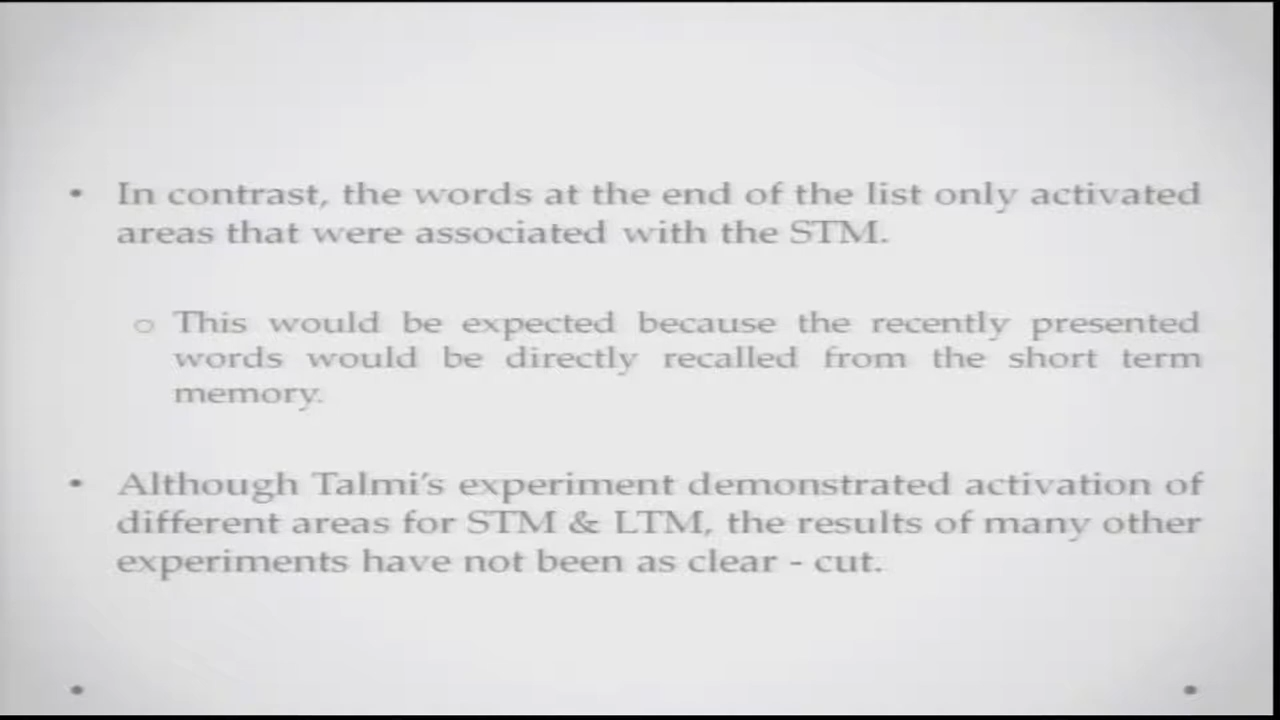 • In contrast, the words at the end of the list only activated
areas that were associated with the STM.
o This would be expected because the recently presented
words would be directly recalled from the short term
memory.
• Although Talmi's experiment demonstrated activation of
different areas for STM & LTM, the results of many other
experiments have not been as clear - cut.